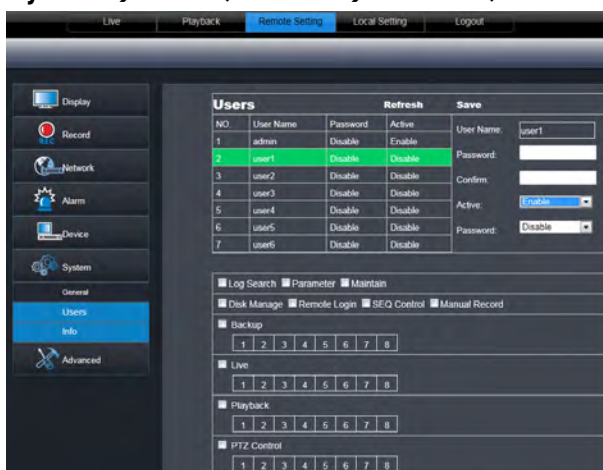 Live Playback Remote Setting Local Setting Logout
Display
Record
REC
Network
Alarm
Device
System
General
Users
Info
Advanced
Users Refresh Save
NO. User Name Password Active
1 admin Disable Enable
2 user1 Disable Disable
3 user2 Disable Disable
4 user3 Disable Disable
5 user4 Disable Disable
6 user5 Disable Disable
7 user6 Disable Disable
User Name: user1
Password:
Confirm:
Active: Enable
Password: Disable
Log Search Parameter Maintain
Disk Manage Remote Login SEQ Control Manual Record
Backup
1 2 3 4 5 6 7 8
Live
1 2 3 4 5 6 7 8
Playback
1 2 3 4 5 6 7 8
PTZ Control
1 2 3 4 5 6 7 8